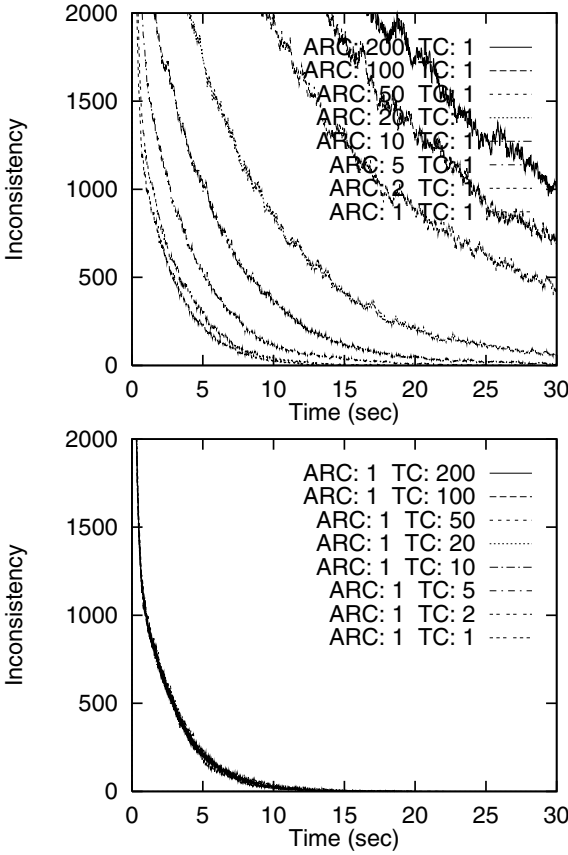 2000
ARC: 200 TC: 1
ARC: 100 TC: 1
1500
ARC: 50 TC: 1
ARC: 20 TC: 1
ARC: 10 TC: 1
ARC: 5 TC: 1
1000
ARC: 2 TC: 1
ARC: 1 TC: 1
Inconsistency
500
0
0 5 10 15 20 25 30
Time (sec)
2000
ARC: 1 TC: 200
ARC: 1 TC: 100
1500
ARC: 1 TC: 50
ARC: 1 TC: 20
ARC: 1 TC: 10
ARC: 1 TC: 5
1000
ARC: 1 TC: 2
ARC: 1 TC: 1
Inconsistency
500
0
0 5 10 15 20 25 30
Time (sec)